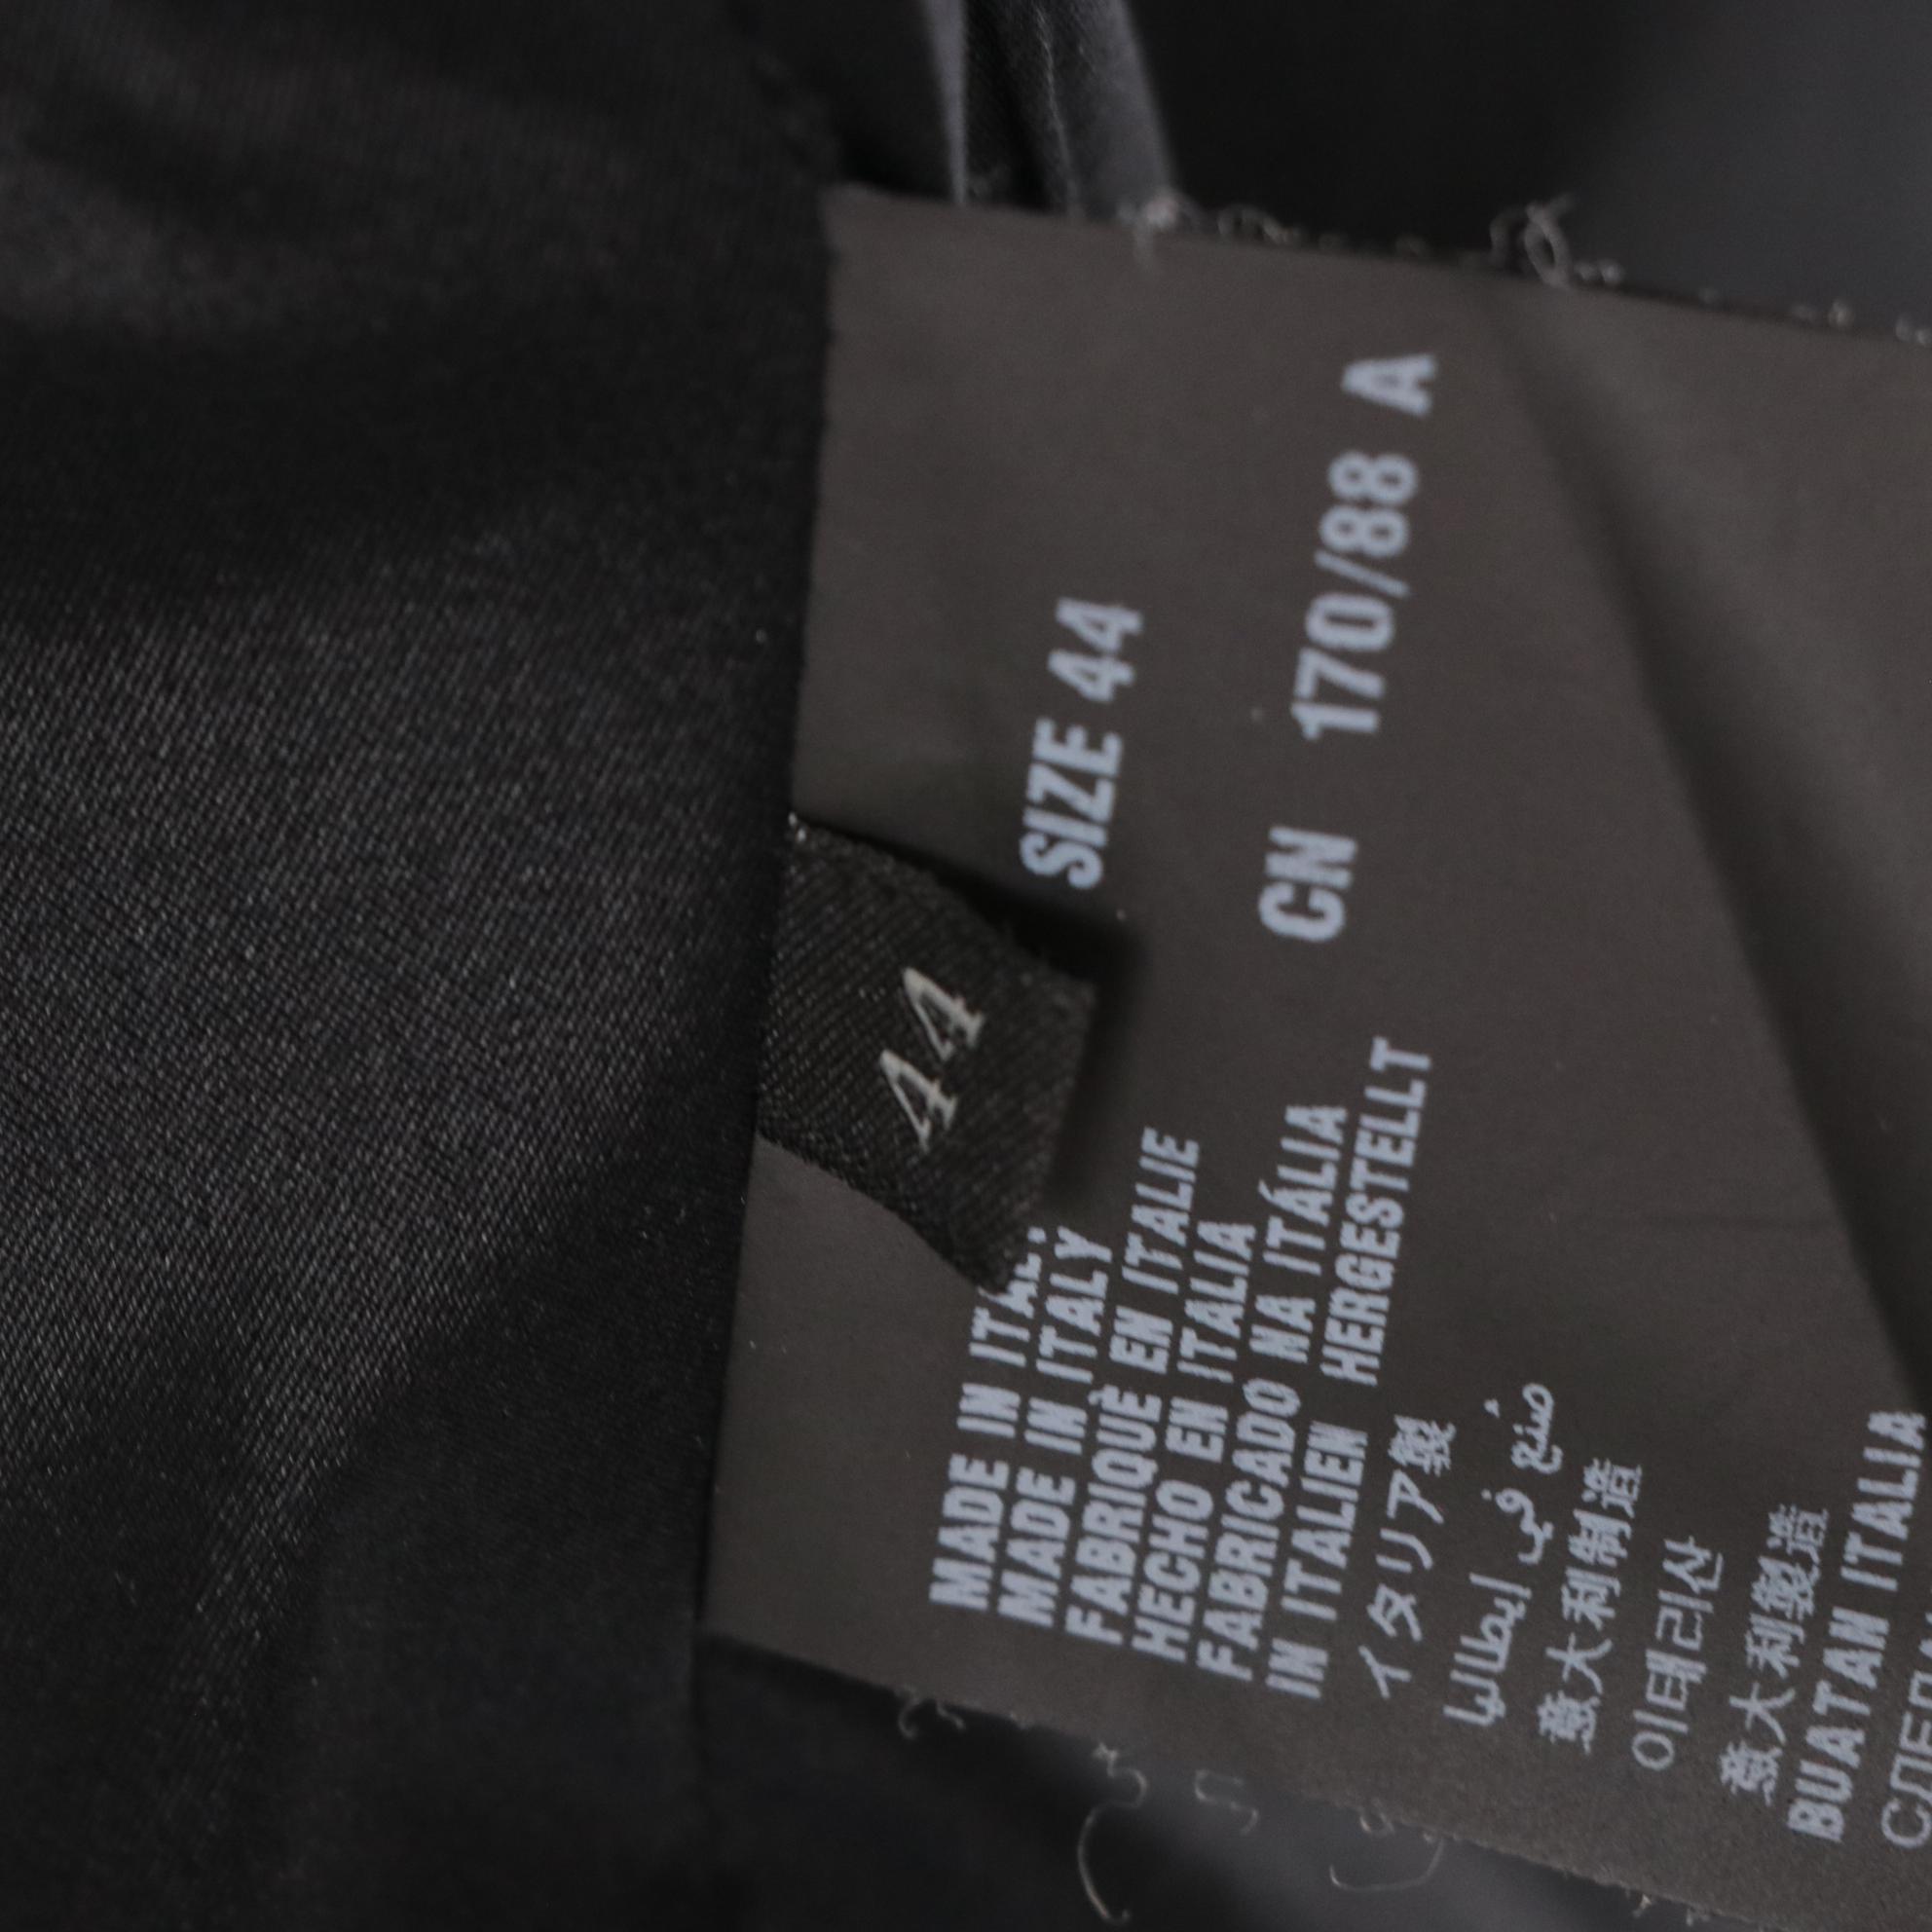 SIZE 44
CN 170/88 A
44
MADE IN
MADE IN ITALY
FABRIQUÈ EN ITALIE
HECHO EN ITALIA
FABRICADO NA ITÁLIA
IN ITALIEN HERGESTELLT
イタリア製
صنع في ايطاليا
意大利制造
이태리산
意大利製造
BUATAN ITALIA